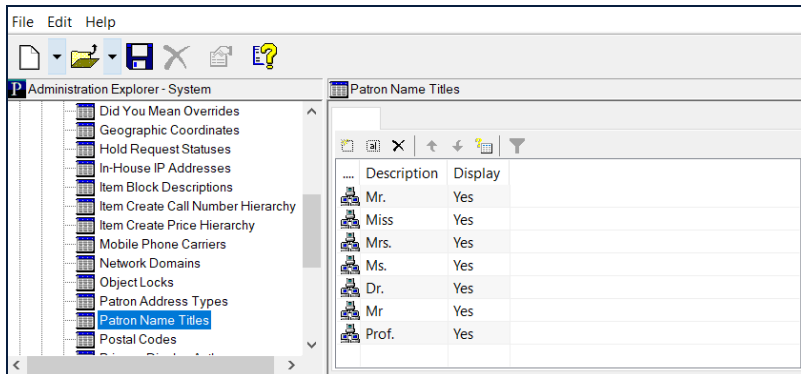 File Edit Help
Administration Explorer - System
Did You Mean Overrides
Geographic Coordinates
Hold Request Statuses
In-House IP Addresses
Item Block Descriptions
Item Create Call Number Hierarchy
Item Create Price Hierarchy
Mobile Phone Carriers
Network Domains
Object Locks
Patron Address Types
Patron Name Titles
Postal Codes
Patron Name Titles
.... Description Display
Mr. Yes
Miss Yes
Mrs. Yes
Ms. Yes
Dr. Yes
Mr Yes
Prof. Yes